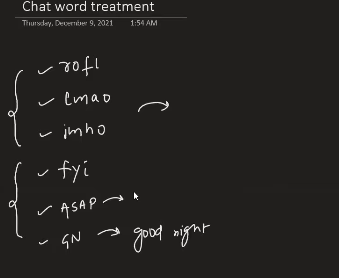 Chat word treatment
Thursday, December 9, 2021 1:54 AM
rofl
lmao
imho
fyi
ASAP
GN → good night